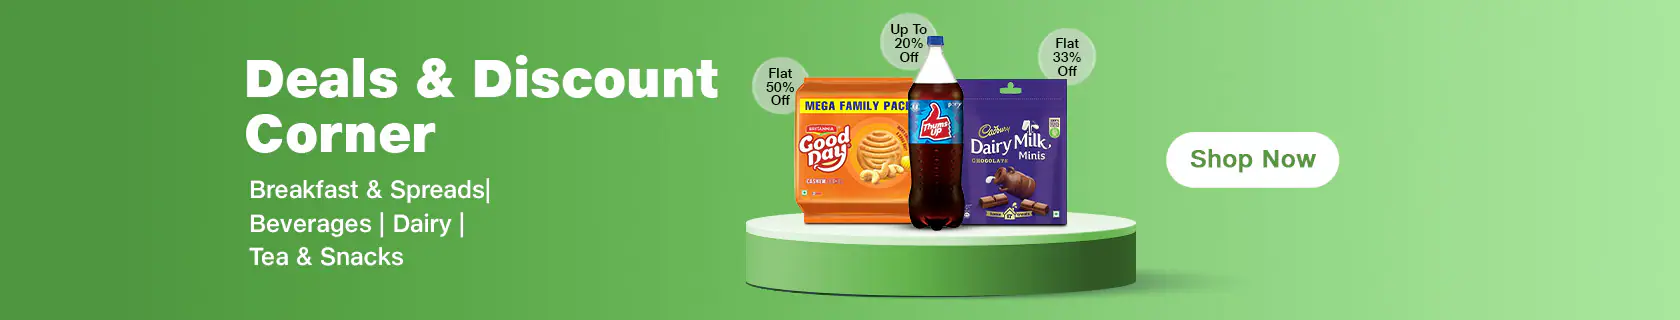 Deals & Discount
Corner
Breakfast & Spreads|
Beverages | Dairy |
Tea & Snacks
Flat
50%
Off
Up To
20%
Off
Flat
33%
Off
MEGA FAMILY PACK
BRITANNIA
Good
Day
CASHEW
Thums
UP
Cadbury
Dairy Milk
Minis
CHOCOLATE
Shop Now